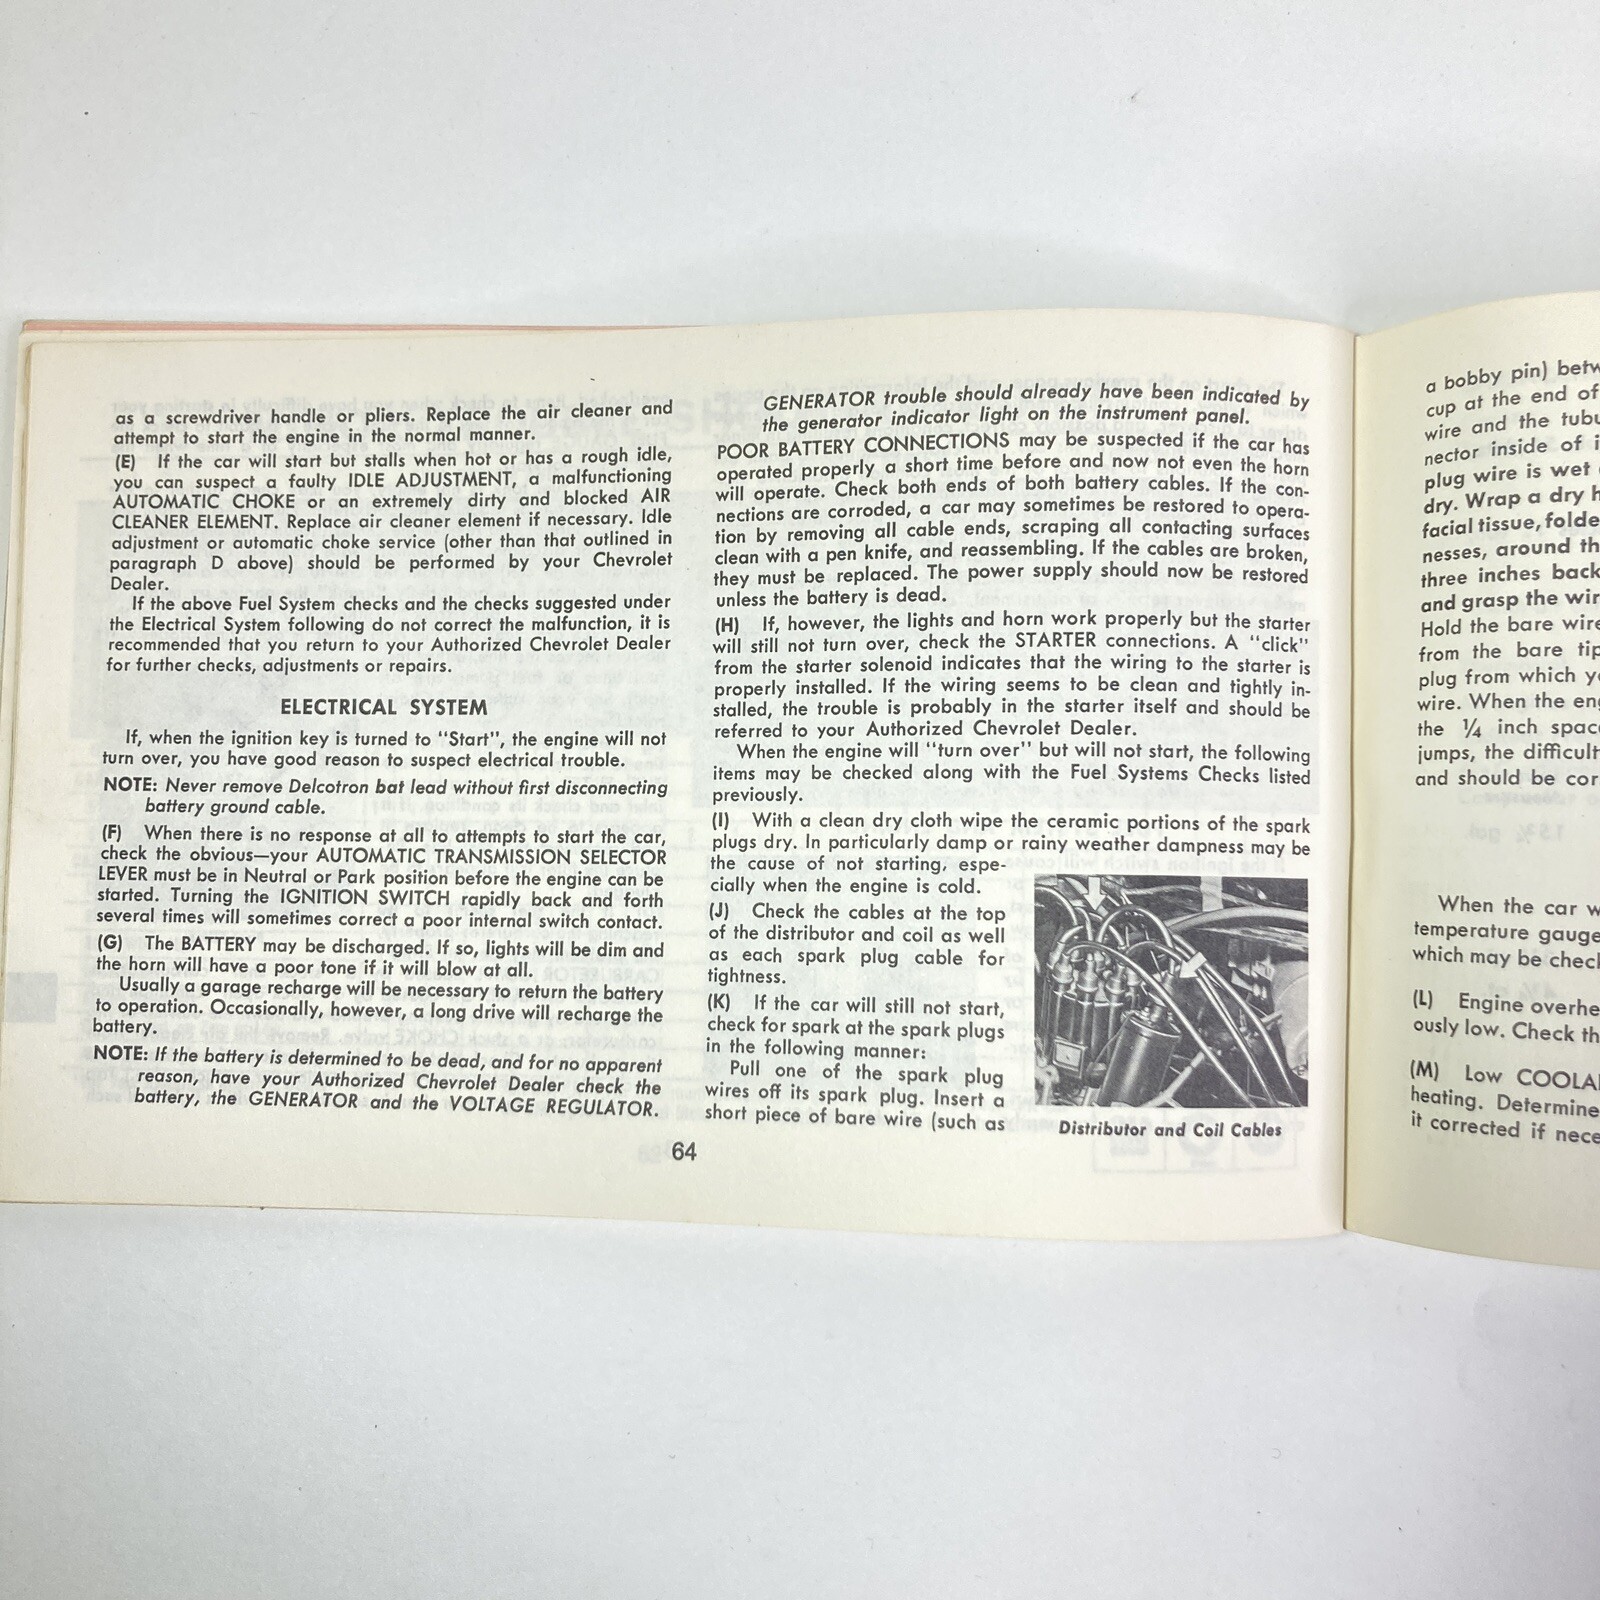 as a screwdriver handle or pliers. Replace the air cleaner and
attempt to start the engine in the normal manner.
(E) If the car will start but stalls when hot or has a rough idle,
you can suspect a faulty IDLE ADJUSTMENT, a malfunctioning
AUTOMATIC CHOKE or an extremely dirty and blocked AIR
CLEANER ELEMENT. Replace air cleaner element if necessary. Idle
adjustment or automatic choke service (other than that outlined in
paragraph D above) should be performed by your Chevrolet
Dealer.
If the above Fuel System checks and the checks suggested under
the Electrical System following do not correct the malfunction, it is
recommended that you return to your Authorized Chevrolet Dealer
for further checks, adjustments or repairs.
ELECTRICAL SYSTEM
If, when the ignition key is turned to "Start", the engine will not
turn over, you have good reason to suspect electrical trouble.
NOTE: Never remove Delcotron bat lead without first disconnecting
battery ground cable.
(F) When there is no response at all to attempts to start the car,
check the obvious—your AUTOMATIC TRANSMISSION SELECTOR
LEVER must be in Neutral or Park position before the engine can be
started. Turning the IGNITION SWITCH rapidly back and forth
several times will sometimes correct a poor internal switch contact.
(G) The BATTERY may be discharged. If so, lights will be dim and
the horn will have a poor tone if it will blow at all.
Usually a garage recharge will be necessary to return the battery
to operation. Occasionally, however, a long drive will recharge the
battery.
NOTE: If the battery is determined to be dead, and for no apparent
reason, have your Authorized Chevrolet Dealer check the
battery, the GENERATOR and the VOLTAGE REGULATOR.
GENERATOR trouble should already have been indicated by
the generator indicator light on the instrument panel.
POOR BATTERY CONNECTIONS may be suspected if the car has
operated properly a short time before and now not even the horn
will operate. Check both ends of both battery cables. If the con-
nections are corroded, a car may sometimes be restored to opera-
tion by removing all cable ends, scraping all contacting surfaces
clean with a pen knife, and reassembling. If the cables are broken,
they must be replaced. The power supply should now be restored
unless the battery is dead.
(H) If, however, the lights and horn work properly but the starter
will still not turn over, check the STARTER connections. A "click"
from the starter solenoid indicates that the wiring to the starter is
properly installed. If the wiring seems to be clean and tightly in-
stalled, the trouble is probably in the starter itself and should be
referred to your Authorized Chevrolet Dealer.
When the engine will "turn over" but will not start, the following
items may be checked along with the Fuel Systems Checks listed
previously.
(I) With a clean dry cloth wipe the ceramic portions of the spark
plugs dry. In particularly damp or rainy weather dampness may be
the cause of not starting, espe-
cially when the engine is cold.
(J) Check the cables at the top
of the distributor and coil as well
as each spark plug cable for
tightness.
(K) If the car will still not start,
check for spark at the spark plugs
in the following manner:
Pull one of the spark plug
wires off its spark plug. Insert a
short piece of bare wire (such as
Distributor and Coil Cables
64
a bobby pin)
cup at the end of
wire and the
nector inside of
plug wire is wet
dry. Wrap a dry
facial tissue,
nesses, around
three inches back
and grasp the
Hold the bare wire
from the bare
plug from which
wire. When the
the ¼ inch
jumps, the
and should be
When the car
temperature
which may be
(L) Engine
ously low. Check
(M) Low
heating.
it corrected if